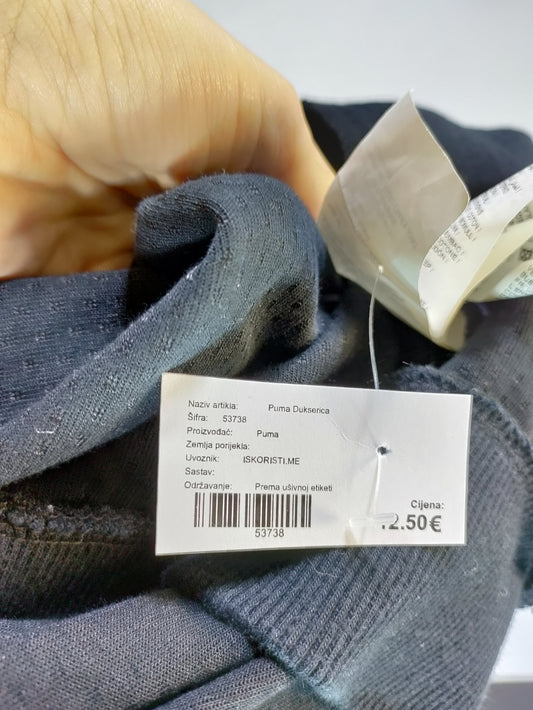 Naziv artikla: Puma Dukserica
Šifra: 53738
Proizvođač: Puma
Zemlja porijekla:
Uvoznik: ISKORISTI.ME
Sastav:
Održavanje: Prema ušivnoj etiketi
Cijena:
12.50€
53738